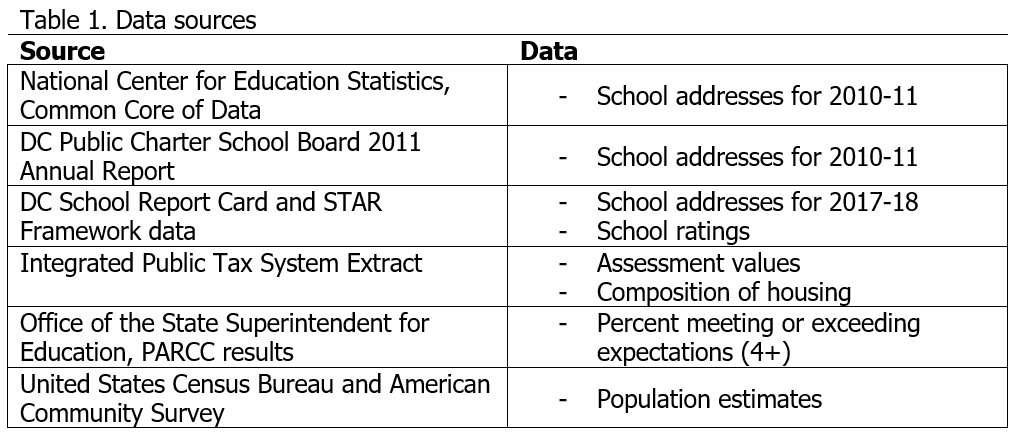 Table 1. Data sources
Source Data
National Center for Education Statistics,
Common Core of Data
- School addresses for 2010-11
DC Public Charter School Board 2011
Annual Report
- School addresses for 2010-11
DC School Report Card and STAR
Framework data
- School addresses for 2017-18
- School ratings
Integrated Public Tax System Extract
- Assessment values
- Composition of housing
Office of the State Superintendent for
Education, PARCC results
- Percent meeting or exceeding
expectations (4+)
United States Census Bureau and American
Community Survey
- Population estimates